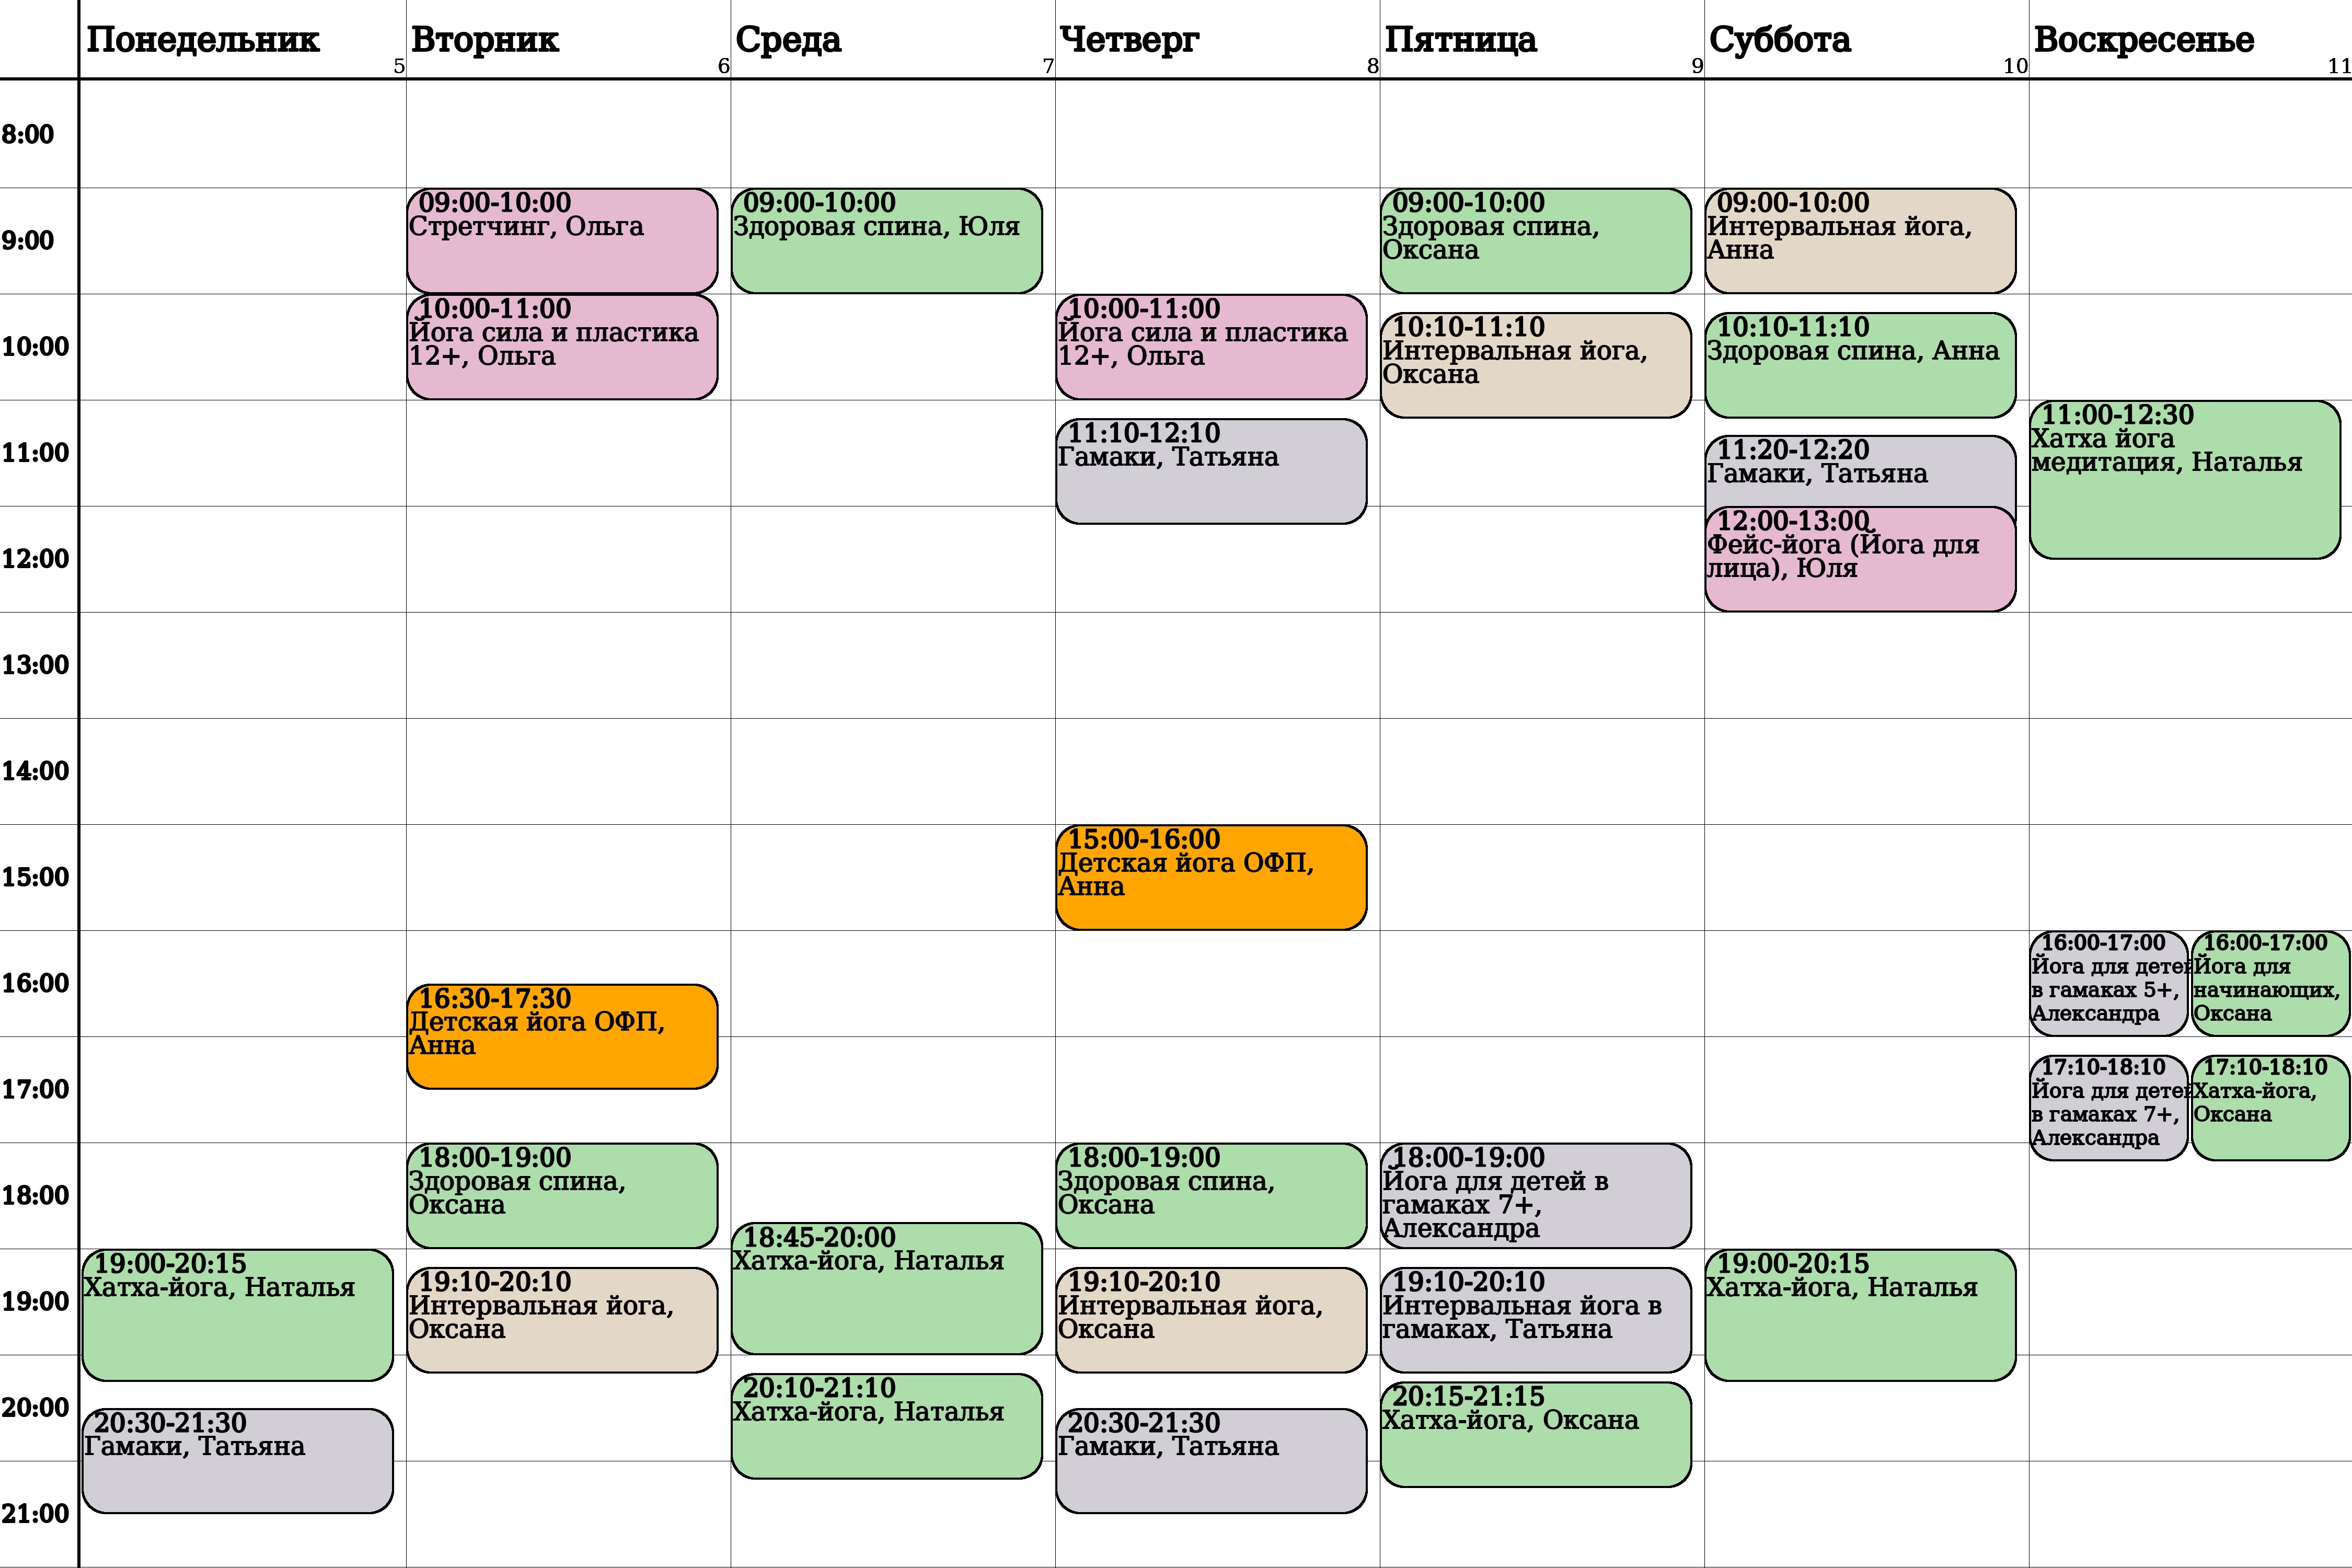 Понедельник
5
Вторник
6
Среда
7
Четверг
8
Пятница
9
Суббота
10
Воскресенье
11
8:00
9:00
10:00
11:00
12:00
13:00
14:00
15:00
16:00
17:00
18:00
19:00
20:00
21:00
19:00-20:15
Хатха-йога, Наталья
20:30-21:30
Гамаки, Татьяна
09:00-10:00
Стретчинг, Ольга
10:00-11:00
Йога сила и пластика
12+, Ольга
16:30-17:30
Детская йога ОФП,
Анна
18:00-19:00
Здоровая спина,
Оксана
19:10-20:10
Интервальная йога,
Оксана
09:00-10:00
Здоровая спина, Юля
18:45-20:00
Хатха-йога, Наталья
20:10-21:10
Хатха-йога, Наталья
10:00-11:00
Йога сила и пластика
12+, Ольга
11:10-12:10
Гамаки, Татьяна
15:00-16:00
Детская йога ОФП,
Анна
18:00-19:00
Здоровая спина,
Оксана
19:10-20:10
Интервальная йога,
Оксана
20:30-21:30
Гамаки, Татьяна
09:00-10:00
Здоровая спина,
Оксана
10:10-11:10
Интервальная йога,
Оксана
18:00-19:00
Йога для детей в
гамаках 7+,
Александра
19:10-20:10
Интервальная йога в
гамаках, Татьяна
20:15-21:15
Хатха-йога, Оксана
09:00-10:00
Интервальная йога,
Анна
10:10-11:10
Здоровая спина, Анна
11:20-12:20
Гамаки, Татьяна
12:00-13:00
Фейс-йога (Йога для
лица), Юля
19:00-20:15
Хатха-йога, Наталья
11:00-12:30
Хатха йога
медитация, Наталья
16:00-17:00
Йога для детей
в гамаках 5+,
Александра
16:00-17:00
Йога для
начинающих,
Оксана
17:10-18:10
Йога для детей
в гамаках 7+,
Александра
17:10-18:10
Хатха-йога,
Оксана